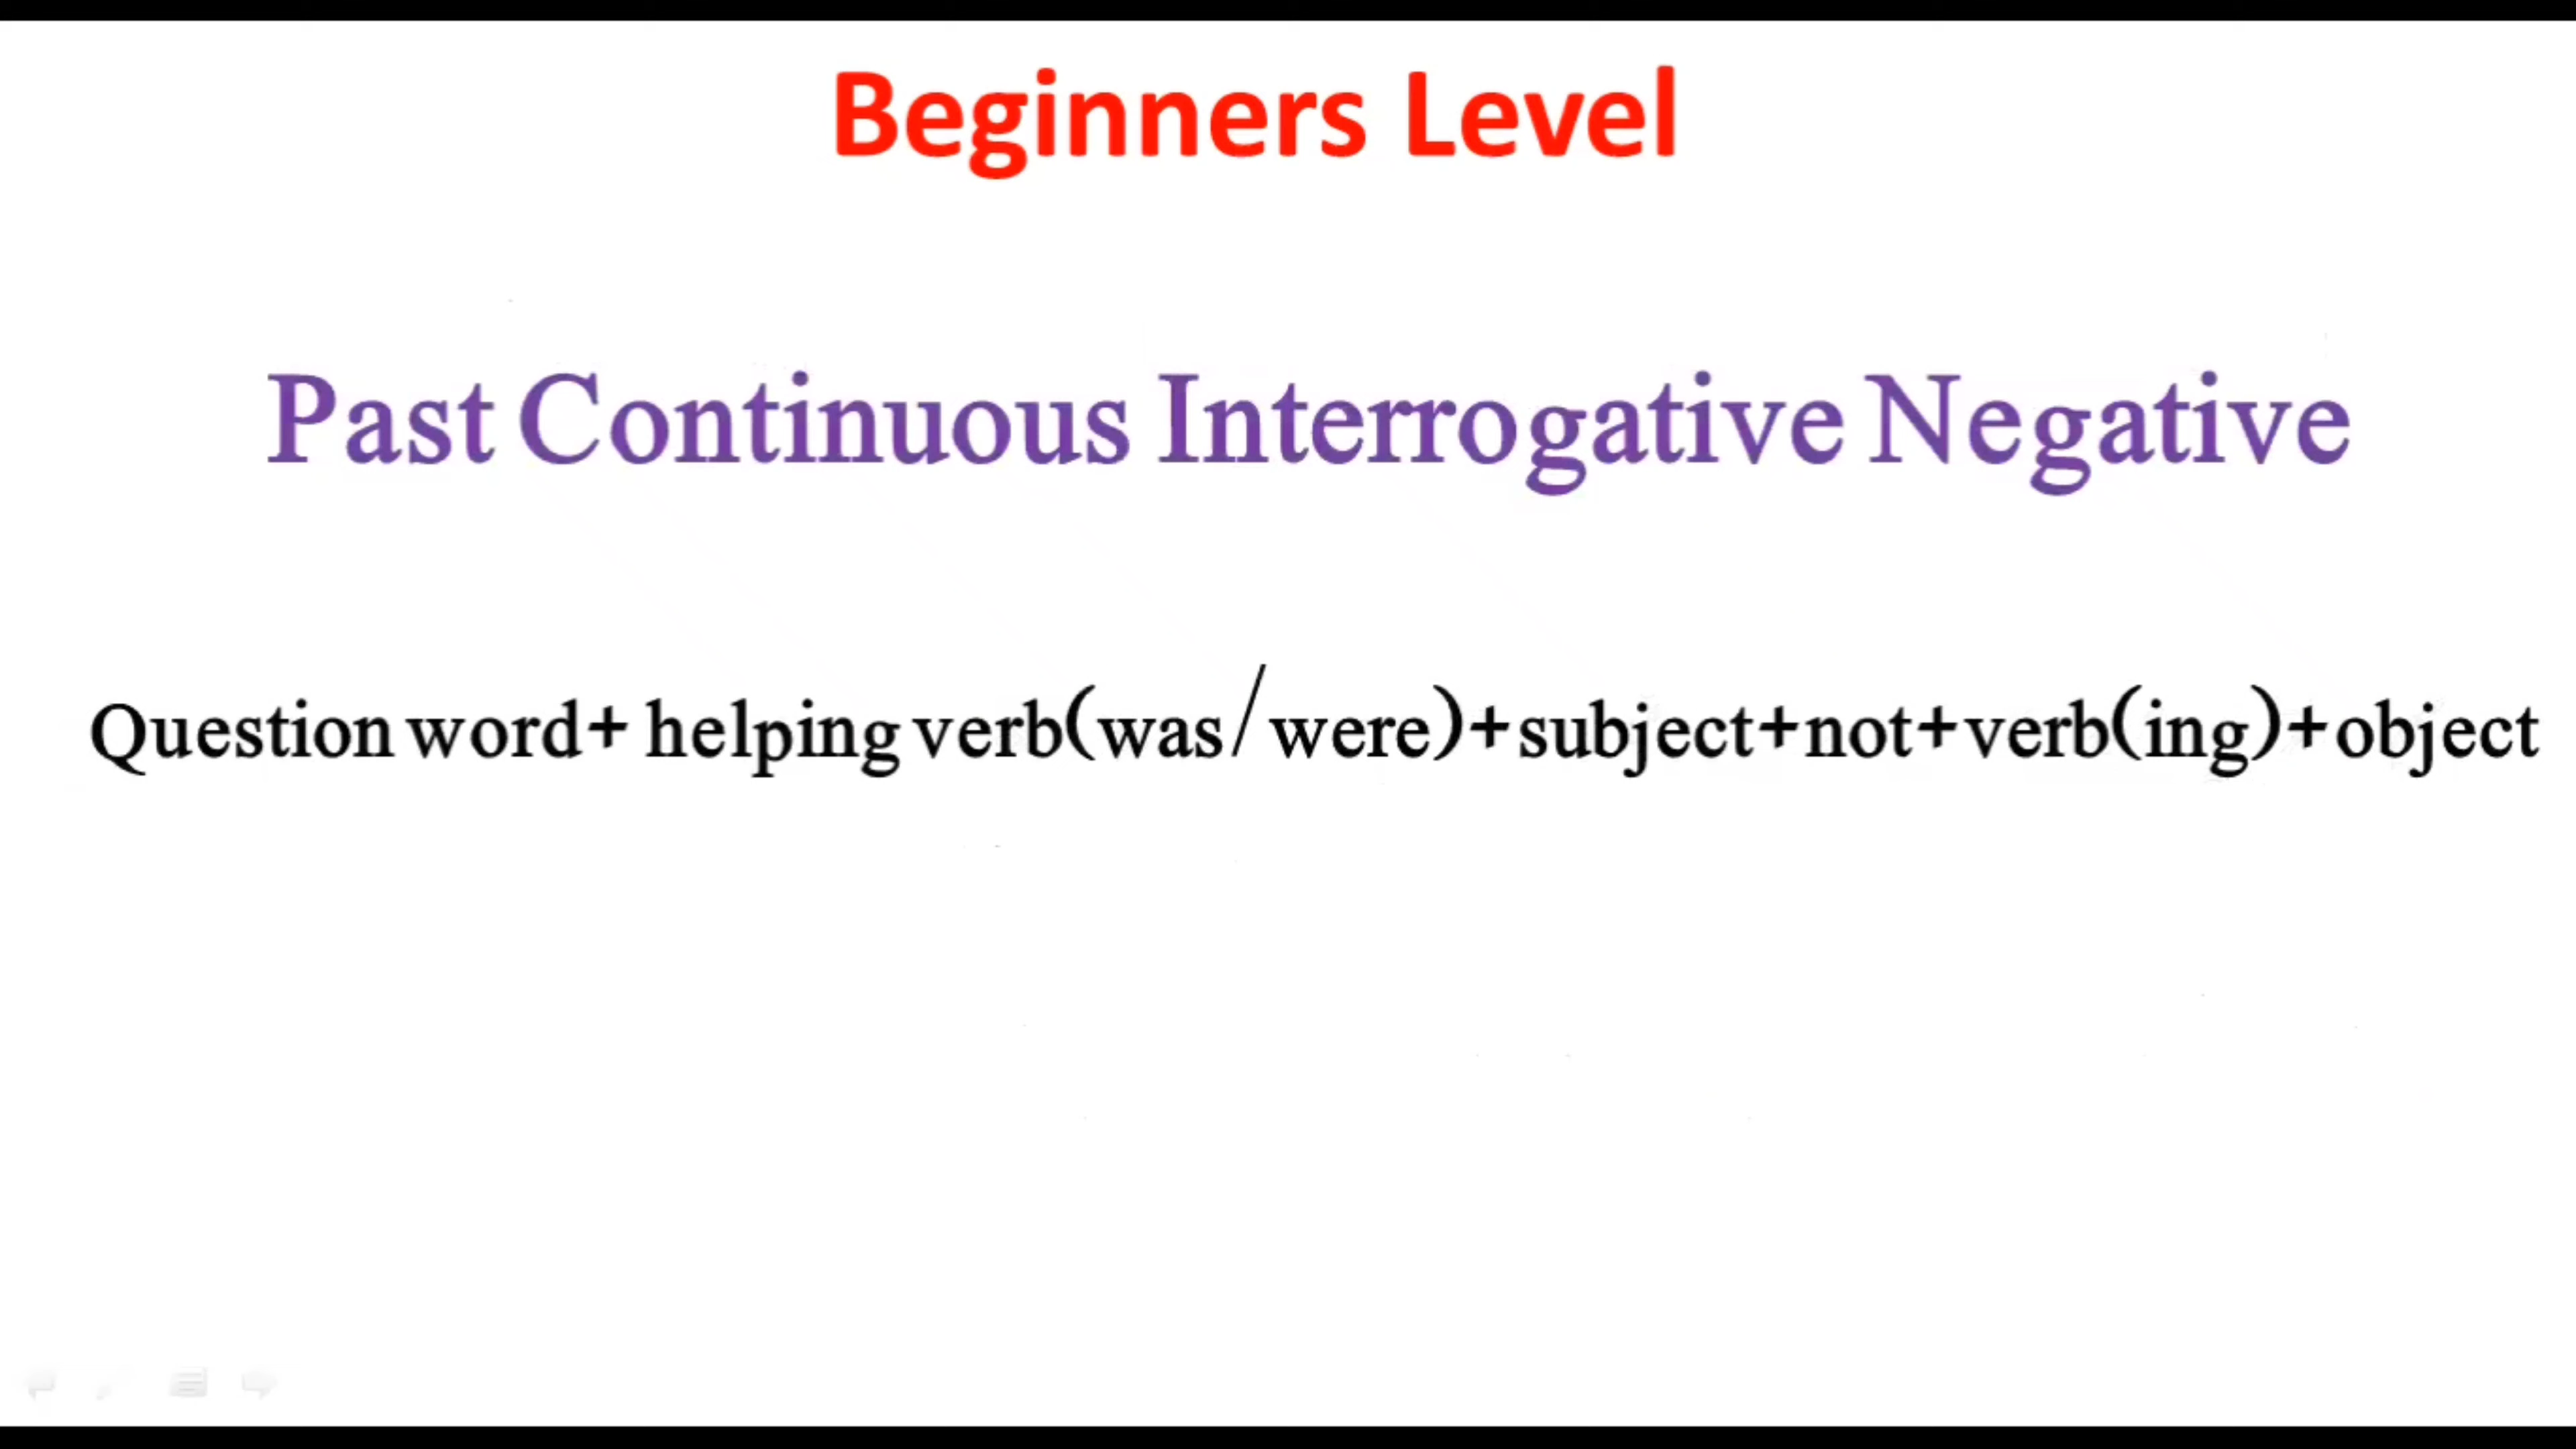 Beginners Level
Past Continuous Interrogative Negative
Question word+ helping verb(was/were)+subject+not+verb(ing)+object